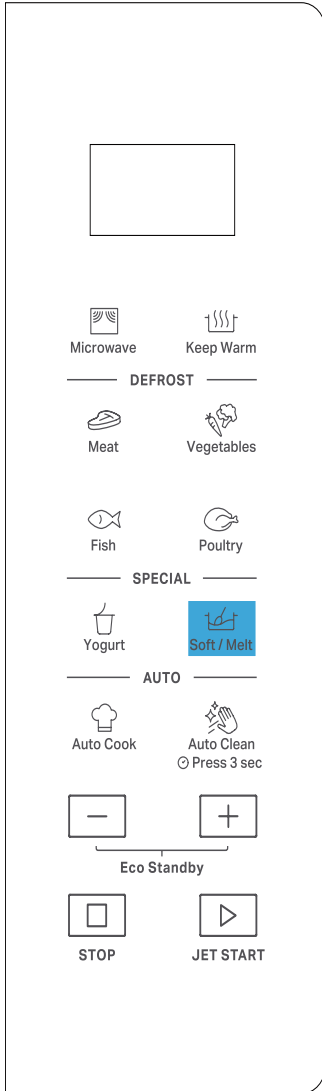 Microwave Keep Warm
DEFROST
Meat Vegetables
Fish Poultry
SPECIAL
Yogurt Soft / Melt
AUTO
Auto Cook Auto Clean
Press 3 sec
Eco Standby
STOP JET START